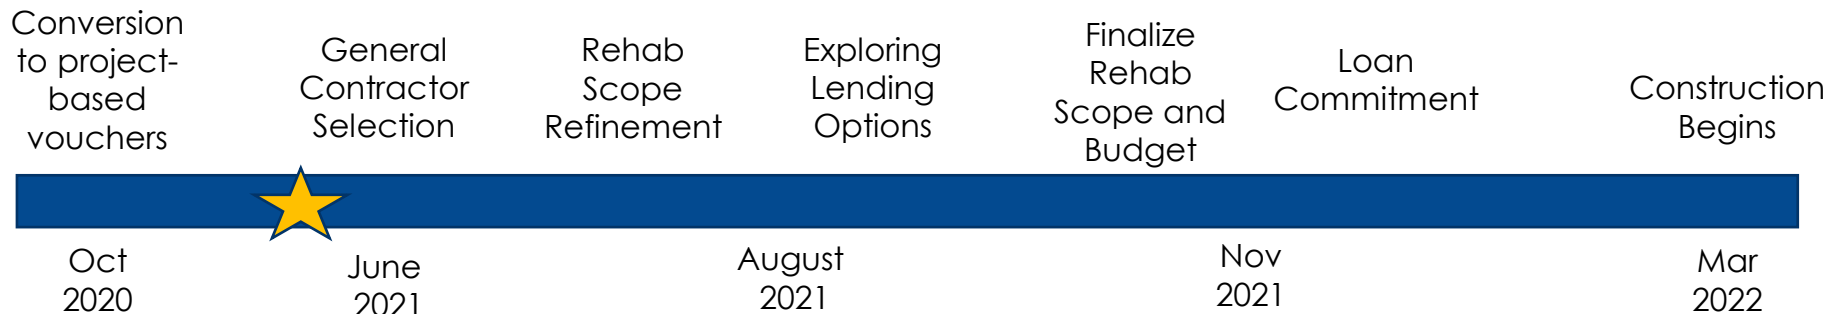 Conversion
to project-
based
vouchers
General
Contractor
Selection
Rehab
Scope
Refinement
Exploring
Lending
Options
Finalize
Rehab
Scope and
Budget
Loan
Commitment
Construction
Begins
Oct
2020
June
2021
August
2021
Nov
2021
Mar
2022